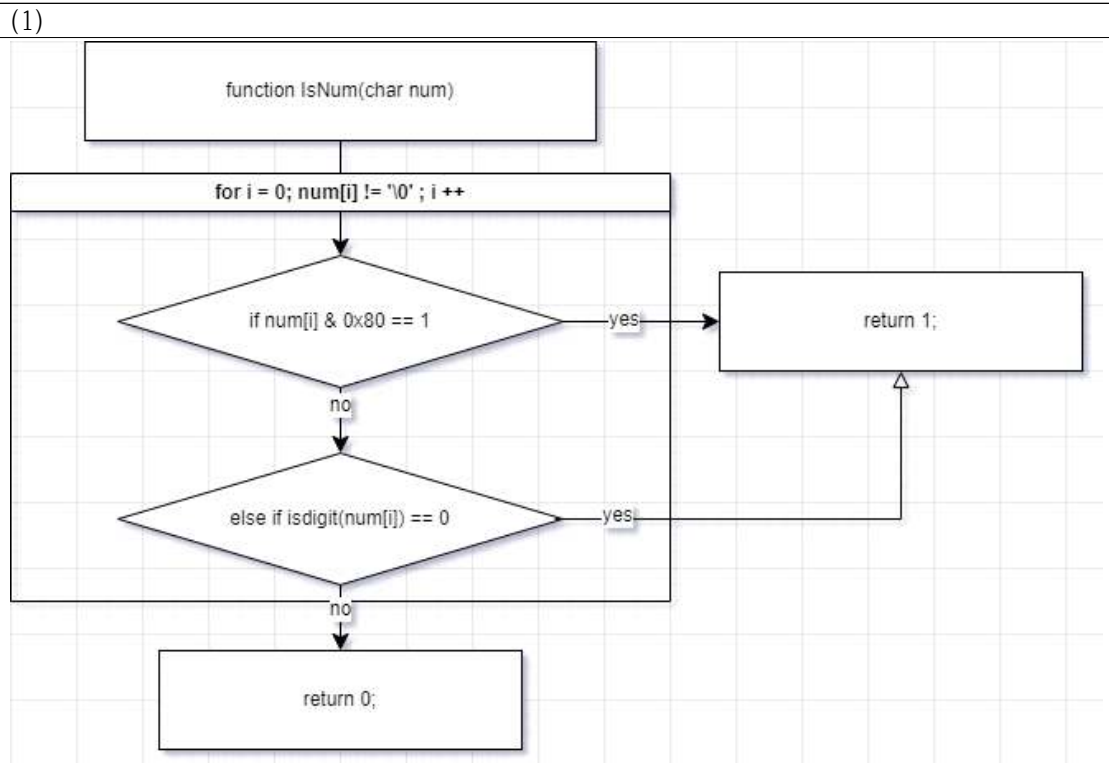 (1)
function IsNum(char num)
for i = 0; num[i] != '\0' ; i ++
if num[i] & 0x80 == 1
yes
return 1;
no
else if isdigit(num[i]) == 0
yes
no
return 0;